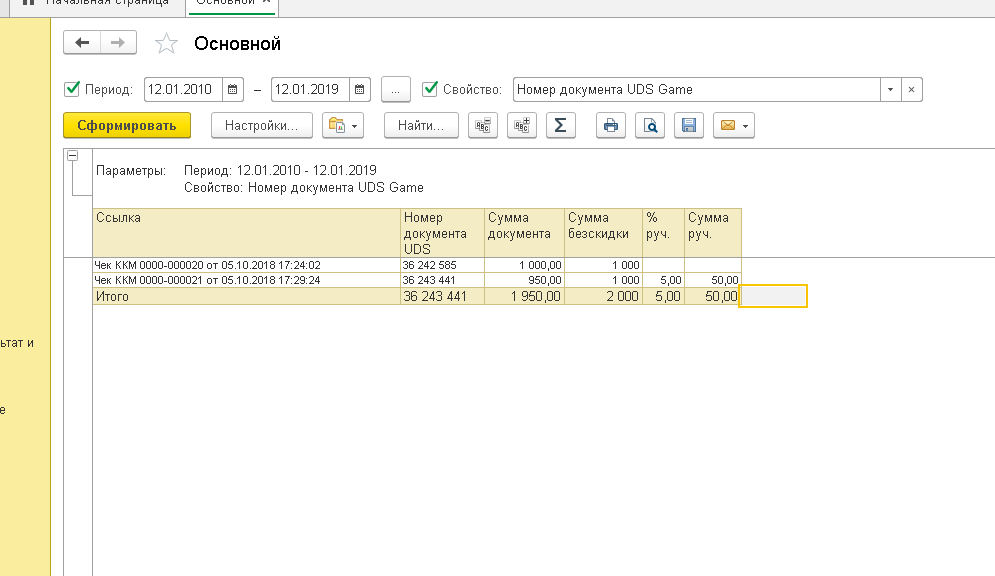 Начальная страница
Основной ×
Основной
Период: 12.01.2010 – 12.01.2019 ... Свойство: Номер документа UDS Game
Сформировать Настройки... Найти...
Параметры: Период: 12.01.2010 - 12.01.2019
Свойство: Номер документа UDS Game
Ссылка Номер документа UDS Сумма документа Сумма безскидки % руч. Сумма руч.
Чек ККМ 0000-000020 от 05.10.2018 17:24:02 36 242 585 1 000,00 1 000
Чек ККМ 0000-000021 от 05.10.2018 17:29:24 36 243 441 950,00 1 000 5,00 50,00
Итого 36 243 441 1 950,00 2 000 5,00 50,00
ьтат и
е